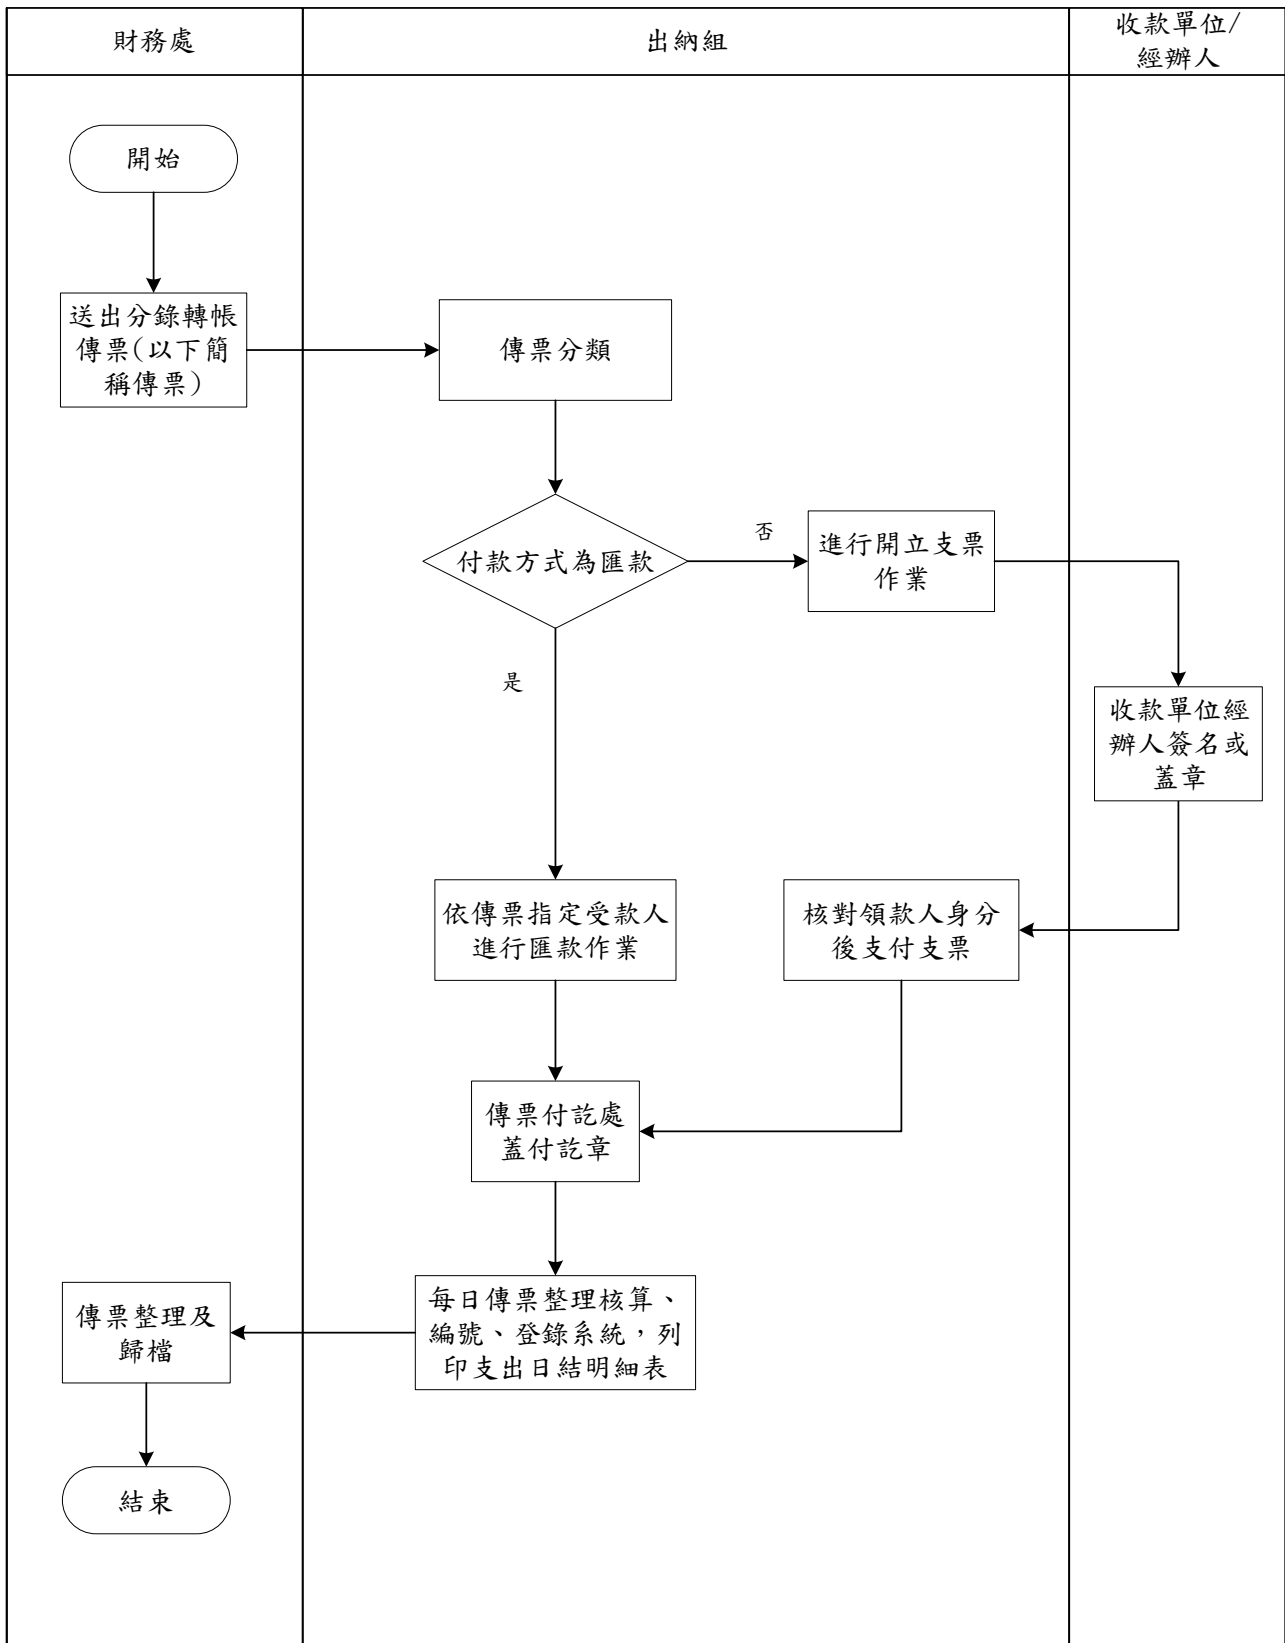 財務處
出納組
收款單位/
經辦人
開始
送出分錄轉帳
傳票(以下簡
稱傳票)
傳票分類
付款方式為匯款
否
進行開立支票
作業
是
收款單位經
辦人簽名或
蓋章
依傳票指定受款人
進行匯款作業
核對領款人身分
後支付支票
傳票付訖處
蓋付訖章
每日傳票整理核算、
編號、登錄系統，列
印支出日結明細表
傳票整理及
歸檔
結束